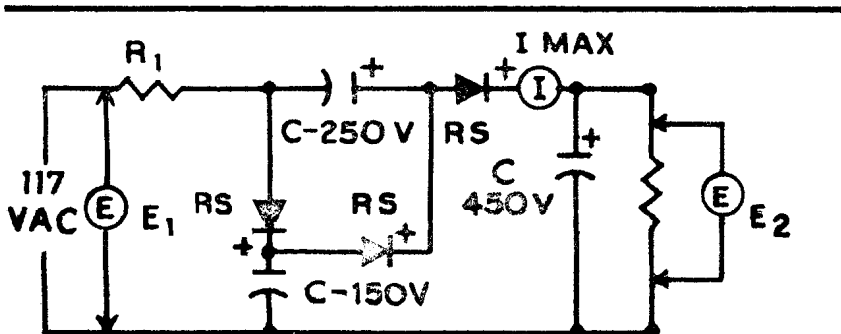 I MAX
R1
+
+
I
C-250V
RS
+
117
VAC
E
E1
RS
RS
C
450V
E
E2
+
+
C-150V